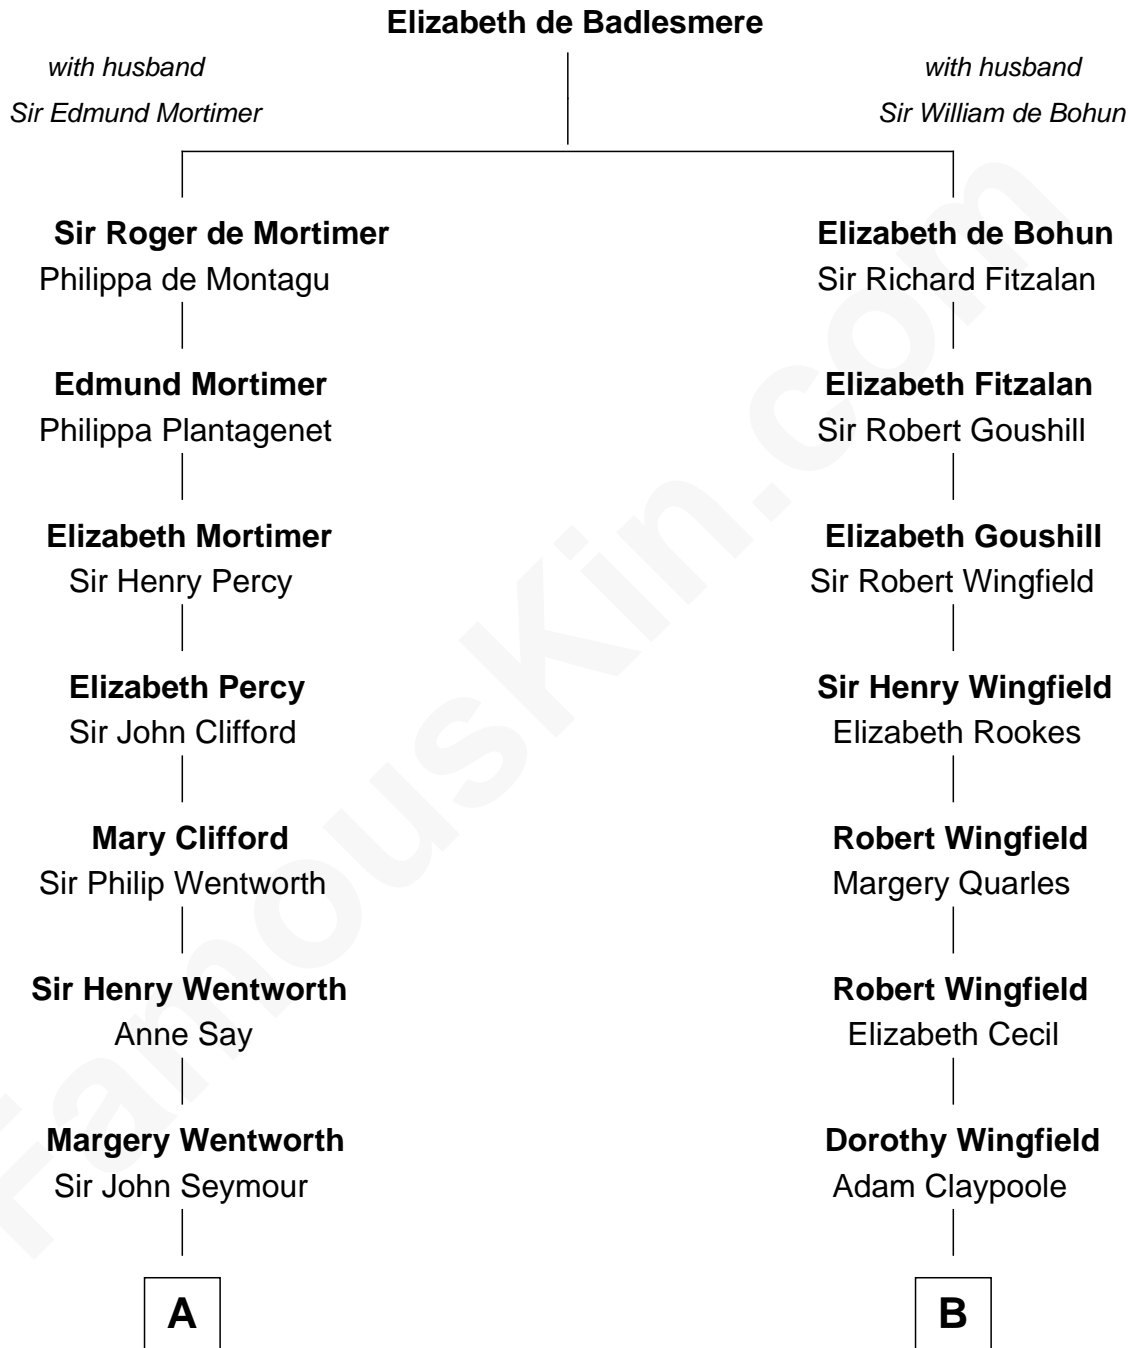 Elizabeth de Badlesmere
with husband
Sir Edmund Mortimer
with husband
Sir William de Bohun
Sir Roger de Mortimer
Philippa de Montagu
Elizabeth de Bohun
Sir Richard Fitzalan
Edmund Mortimer
Philippa Plantagenet
Elizabeth Fitzalan
Sir Robert Goushill
Elizabeth Mortimer
Sir Henry Percy
Elizabeth Goushill
Sir Robert Wingfield
Elizabeth Percy
Sir John Clifford
Sir Henry Wingfield
Elizabeth Rookes
Mary Clifford
Sir Philip Wentworth
Robert Wingfield
Margery Quarles
Sir Henry Wentworth
Anne Say
Robert Wingfield
Elizabeth Cecil
Margery Wentworth
Sir John Seymour
Dorothy Wingfield
Adam Claypoole
A
B
FamousKin.com